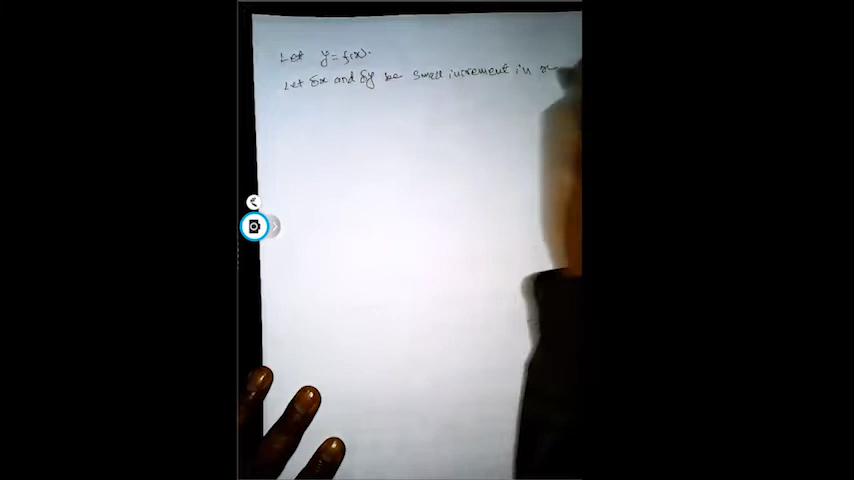 Let y = f(x).
Let δx and δy be small increment in x